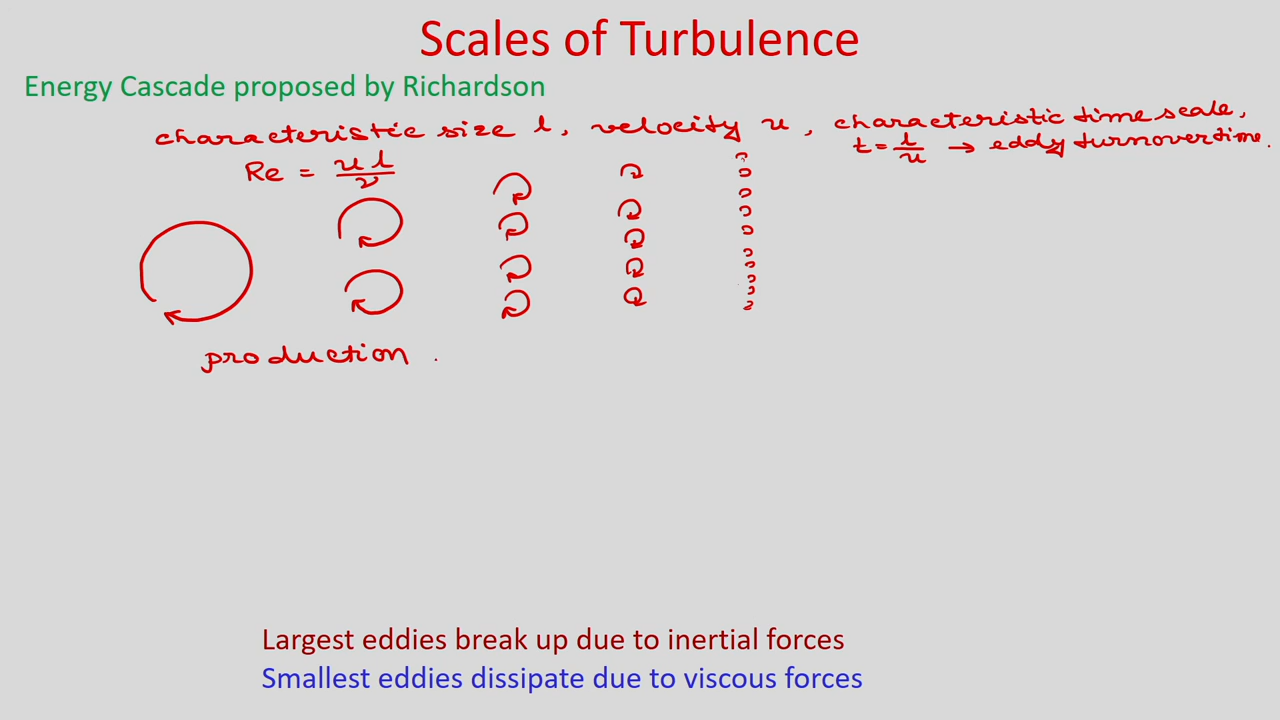 Scales of Turbulence
Energy Cascade proposed by Richardson
characteristic size l, velocity u, characteristic time scale,
t = l/u → eddy turnover time.
Re = ul/ν
production .
Largest eddies break up due to inertial forces
Smallest eddies dissipate due to viscous forces